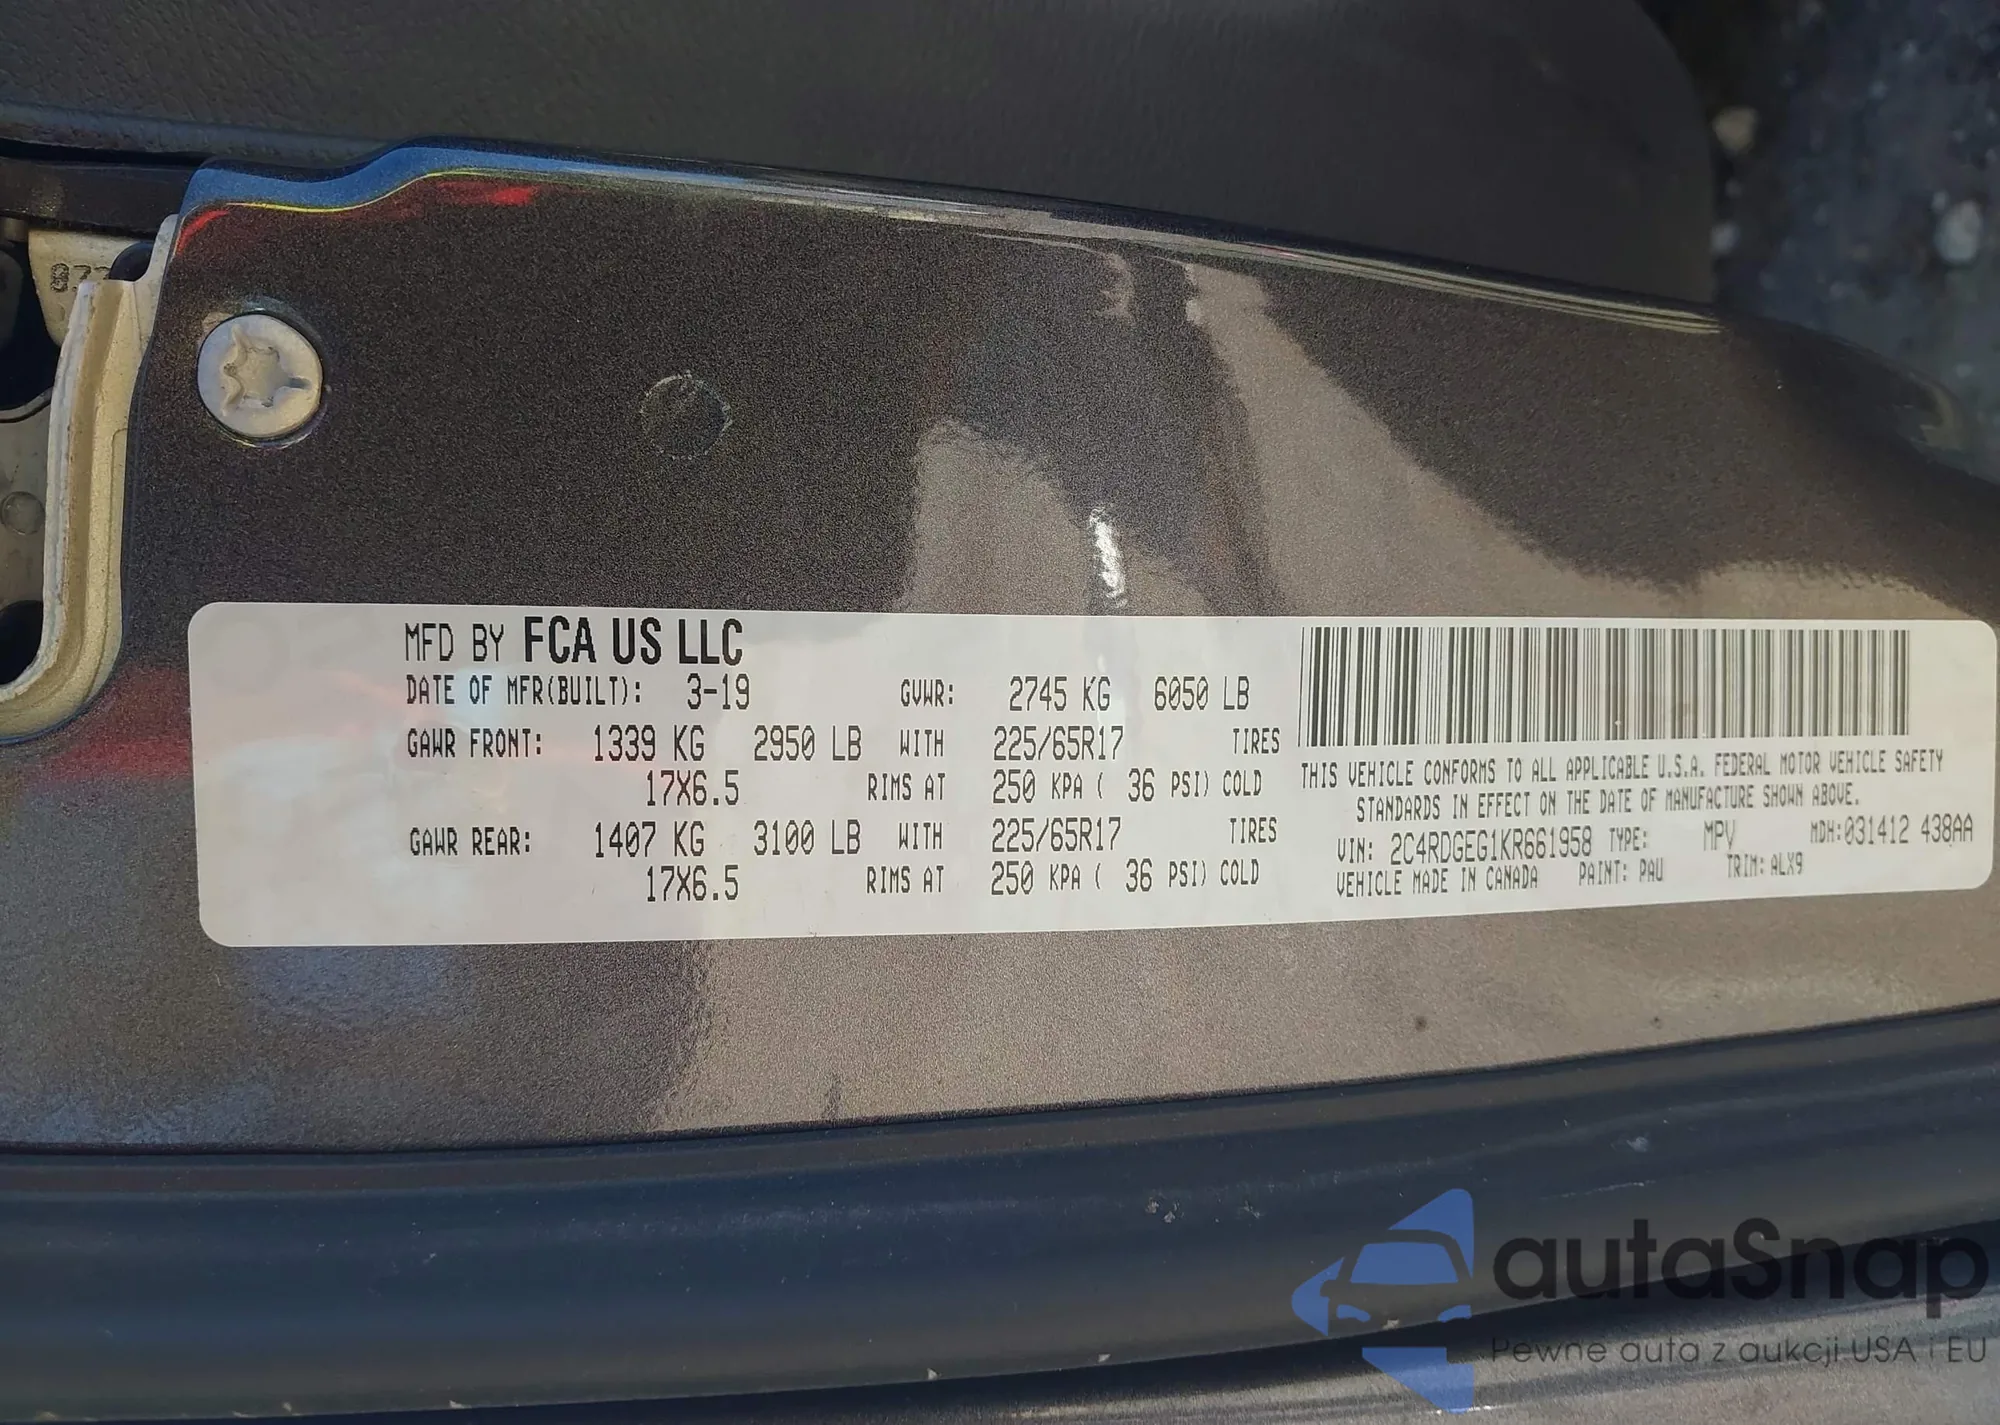 MFD BY FCA US LLC
DATE OF MFR(BUILT): 3-19 GVWR: 2745 KG 6050 LB
GAWR FRONT: 1339 KG 2950 LB WITH 225/65R17 TIRES
17X6.5 RIMS AT 250 KPA ( 36 PSI) COLD
GAWR REAR: 1407 KG 3100 LB WITH 225/65R17 TIRES
17X6.5 RIMS AT 250 KPA ( 36 PSI) COLD
THIS VEHICLE CONFORMS TO ALL APPLICABLE U.S.A. FEDERAL MOTOR VEHICLE SAFETY
STANDARDS IN EFFECT ON THE DATE OF MANUFACTURE SHOWN ABOVE.
VIN: 2C4RDGEG1KR661958 TYPE: MPV MDH:031412 438AA
VEHICLE MADE IN CANADA PAINT: PAU TRIM: ALX9
autaSnap
Pewne auta z aukcji USA i EU